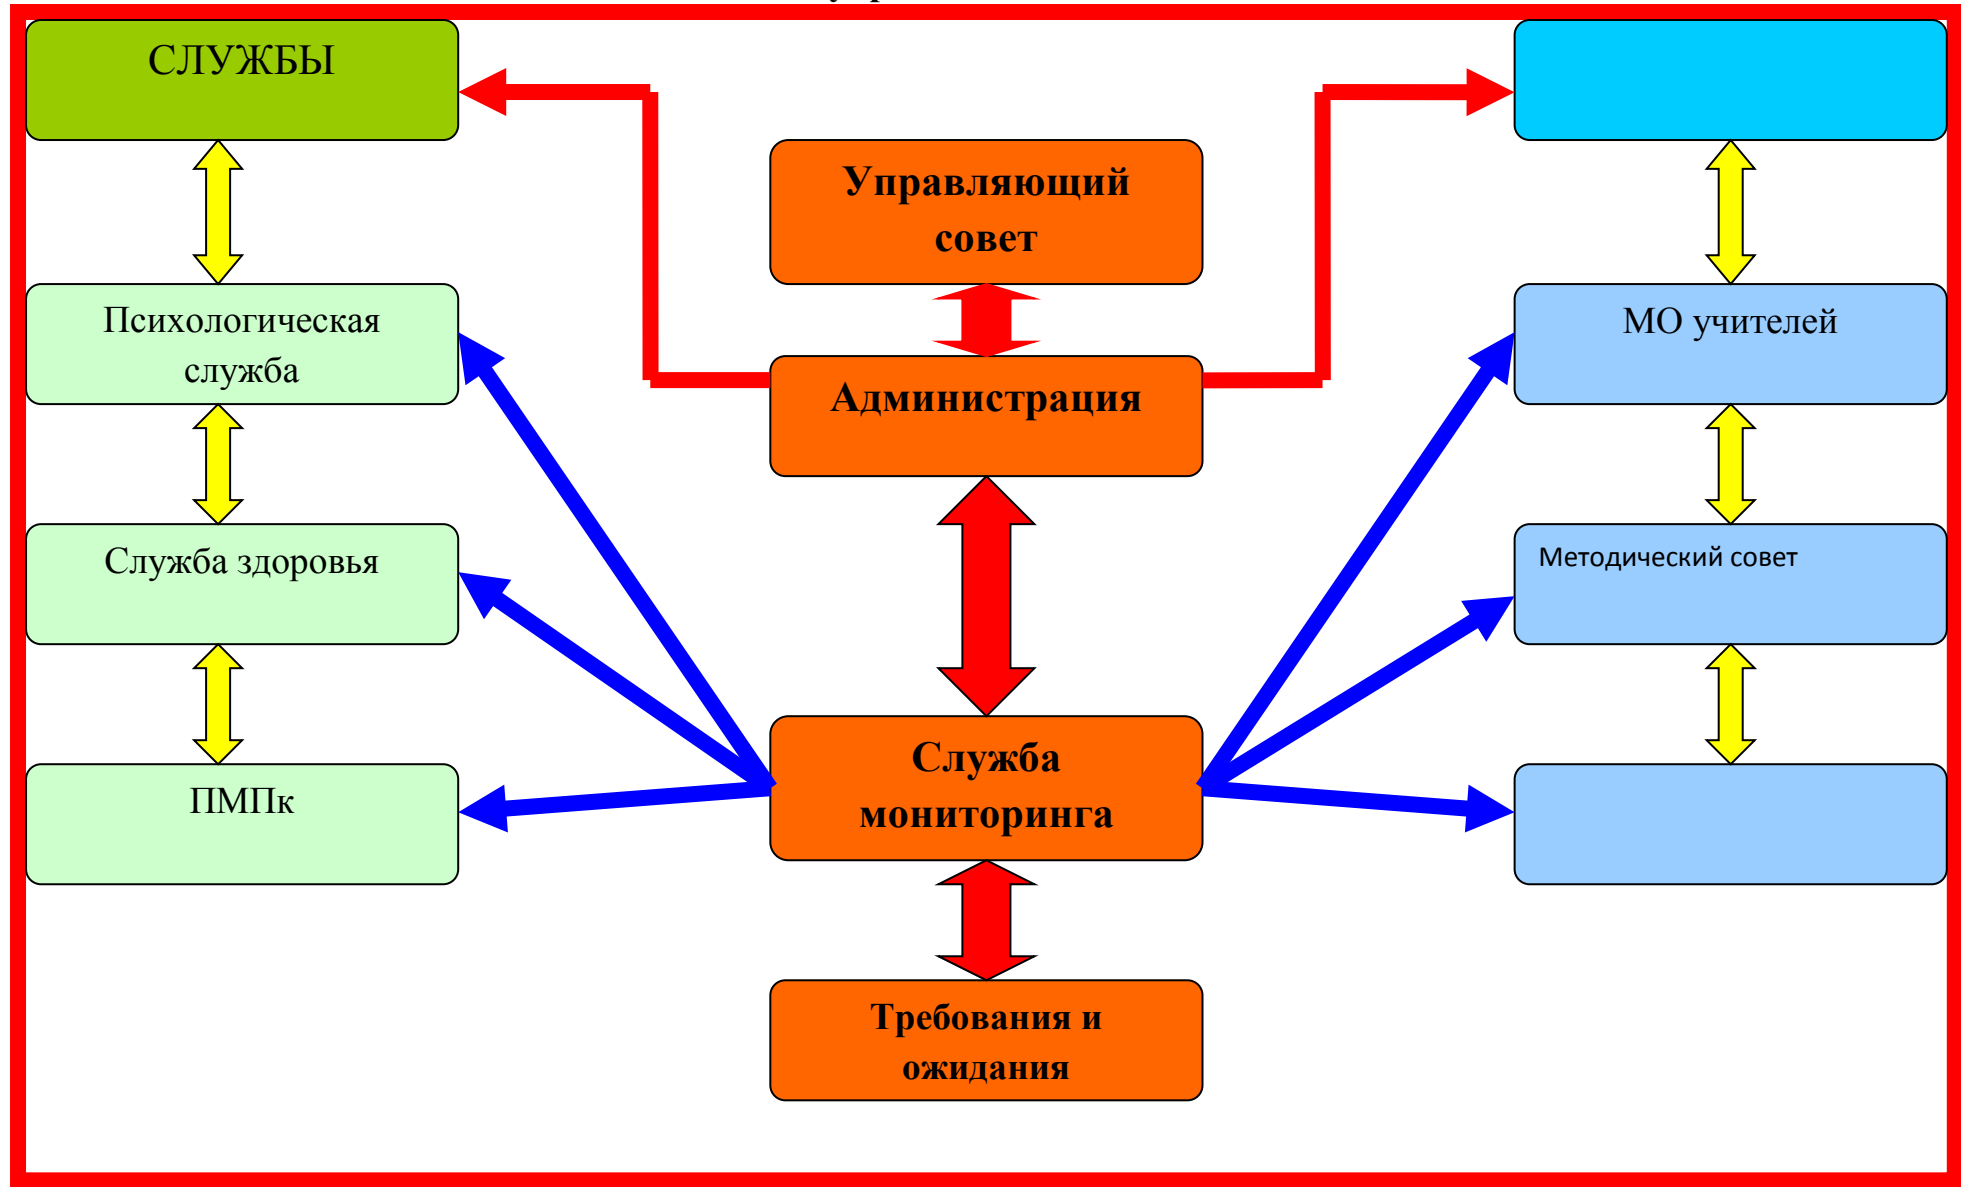 СЛУЖБЫ
Управляющий
совет
Психологическая
служба
МО учителей
Администрация
Служба здоровья
Методический совет
Служба
мониторинга
ПМПк
Требования и
ожидания